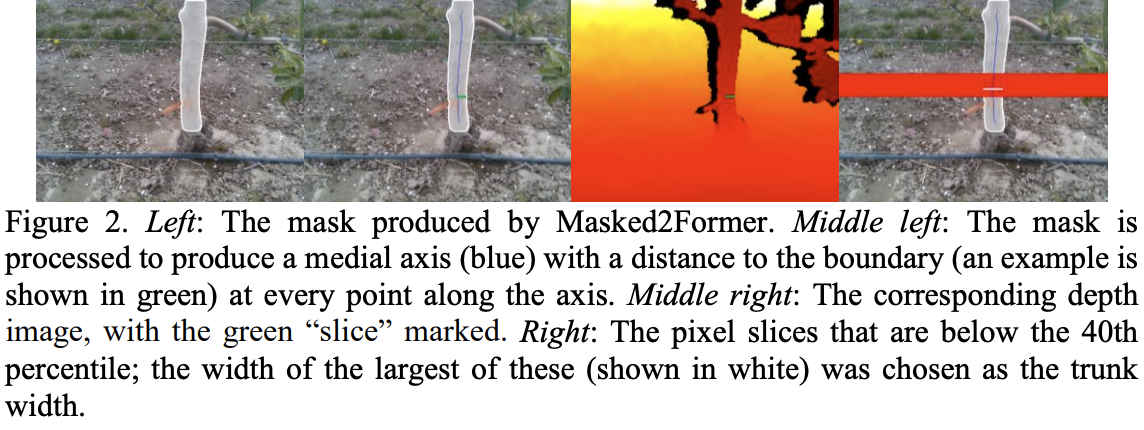 Figure 2. Left: The mask produced by Masked2Former. Middle left: The mask is
processed to produce a medial axis (blue) with a distance to the boundary (an example is
shown in green) at every point along the axis. Middle right: The corresponding depth
image, with the green “slice” marked. Right: The pixel slices that are below the 40th
percentile; the width of the largest of these (shown in white) was chosen as the trunk
width.